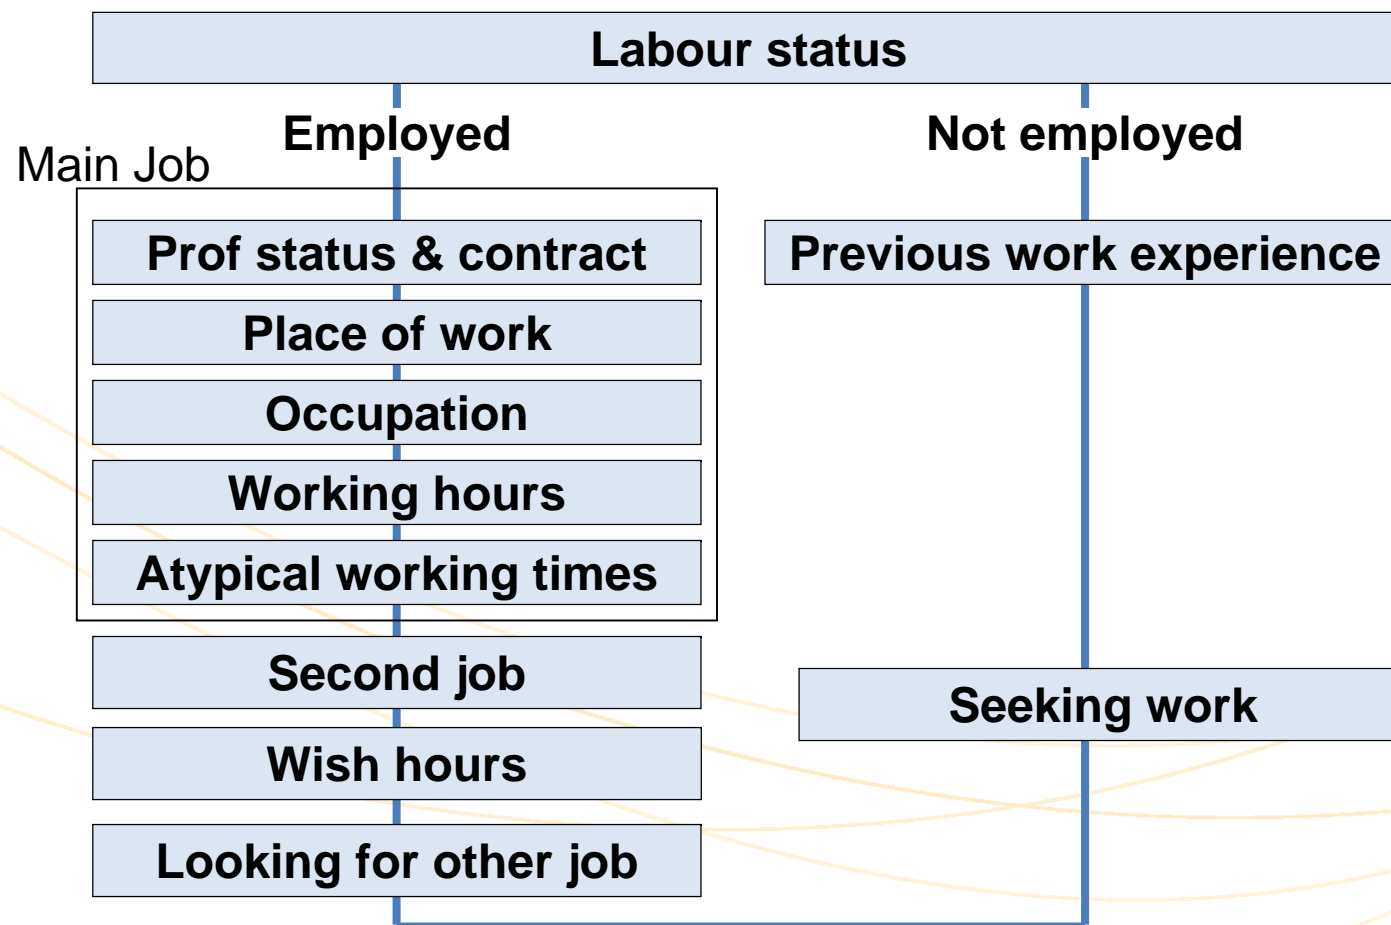 Labour status
Employed
Not employed
Main Job
Prof status & contract
Previous work experience
Place of work
Occupation
Working hours
Atypical working times
Second job
Seeking work
Wish hours
Looking for other job